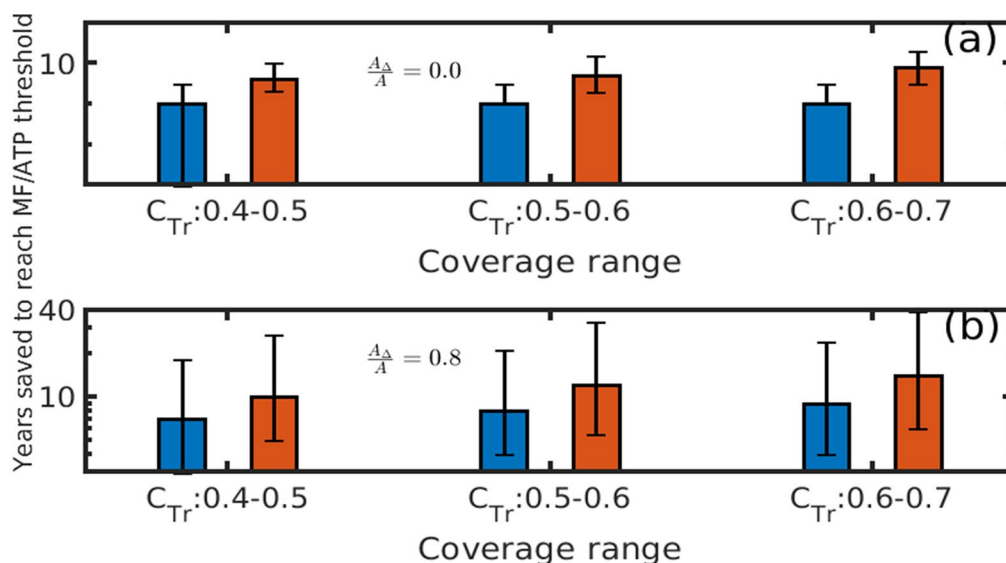 Years saved to reach MF/ATP threshold
(a)
10
A_Δ/A = 0.0
C_Tr:0.4-0.5 C_Tr:0.5-0.6 C_Tr:0.6-0.7
Coverage range
40
(b)
10
A_Δ/A = 0.8
C_Tr:0.4-0.5 C_Tr:0.5-0.6 C_Tr:0.6-0.7
Coverage range